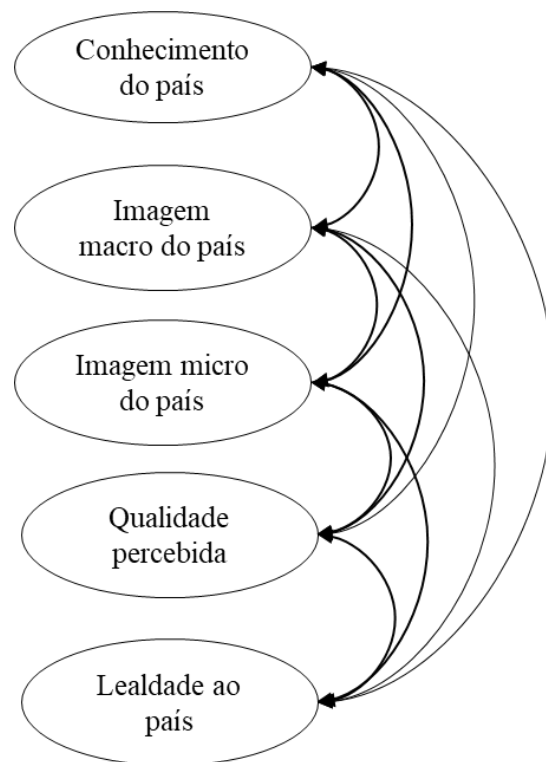 Conhecimento
do país
Imagem
macro do país
Imagem micro
do país
Qualidade
percebida
Lealdade ao
país